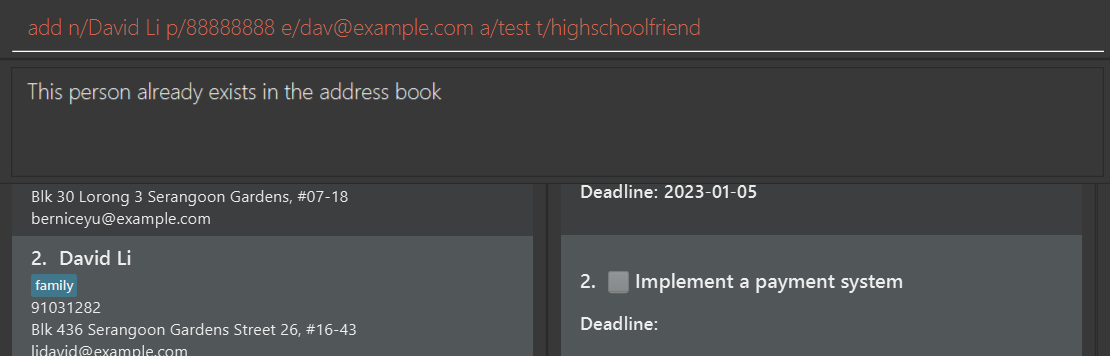 add n/David Li p/88888888 e/dav@example.com a/test t/highschoolfriend
This person already exists in the address book
Blk 30 Lorong 3 Serangoon Gardens, #07-18
berniceyu@example.com
2. David Li
family
91031282
Blk 436 Serangoon Gardens Street 26, #16-43
lidavid@example.com
Deadline: 2023-01-05
2. Implement a payment system
Deadline: